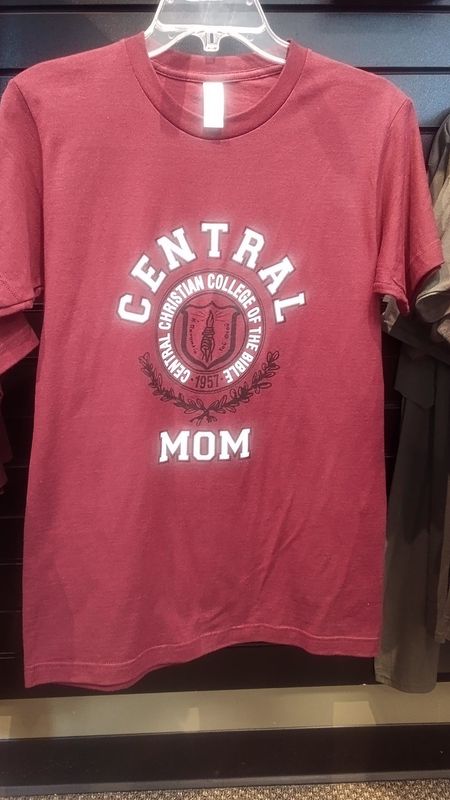 CENTRAL
CENTRAL CHRISTIAN COLLEGE OF THE BIBLE
·1957·
MOM